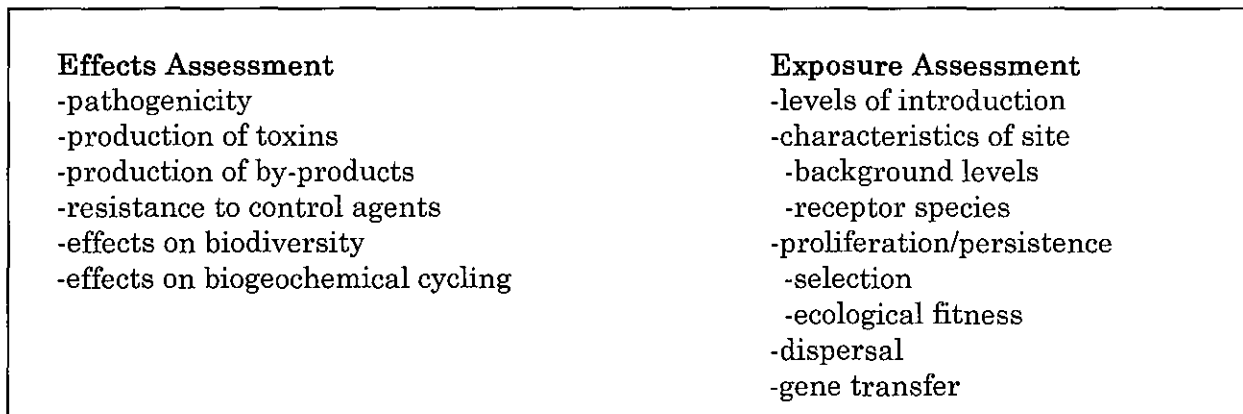 Effects Assessment
-pathogenicity
-production of toxins
-production of by-products
-resistance to control agents
-effects on biodiversity
-effects on biogeochemical cycling
Exposure Assessment
-levels of introduction
-characteristics of site
-background levels
-receptor species
-proliferation/persistence
-selection
-ecological fitness
-dispersal
-gene transfer